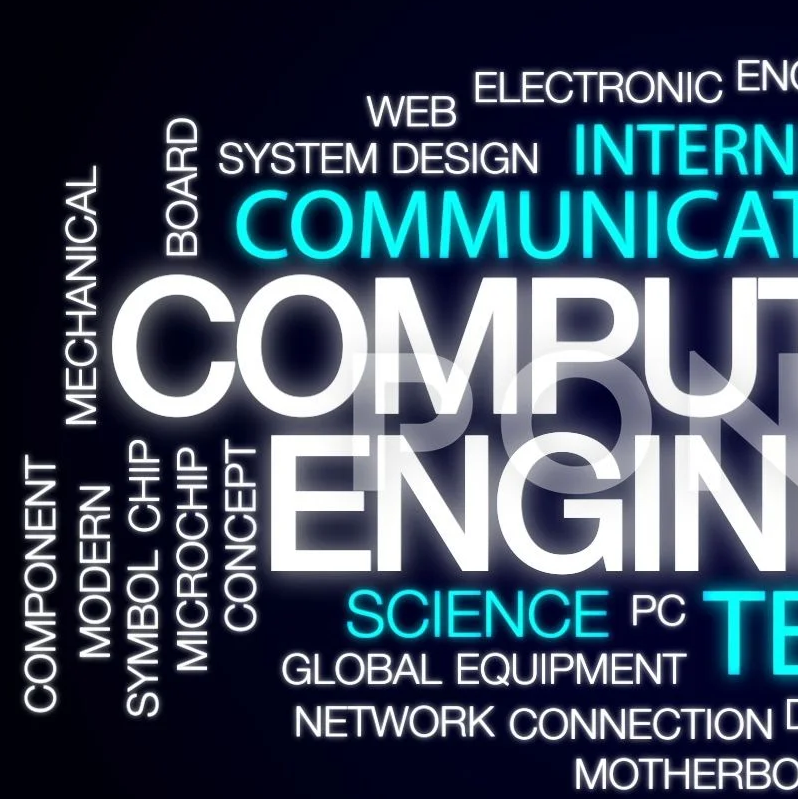 ELECTRONIC ENG
WEB
SYSTEM DESIGN INTERN
BOARD
MECHANICAL
COMMUNICAT
COMPUT
PON
ENGIN
COMPONENT
MODERN
SYMBOL CHIP
MICROCHIP
CONCEPT
SCIENCE PC TE
GLOBAL EQUIPMENT
NETWORK CONNECTION
MOTHERBO